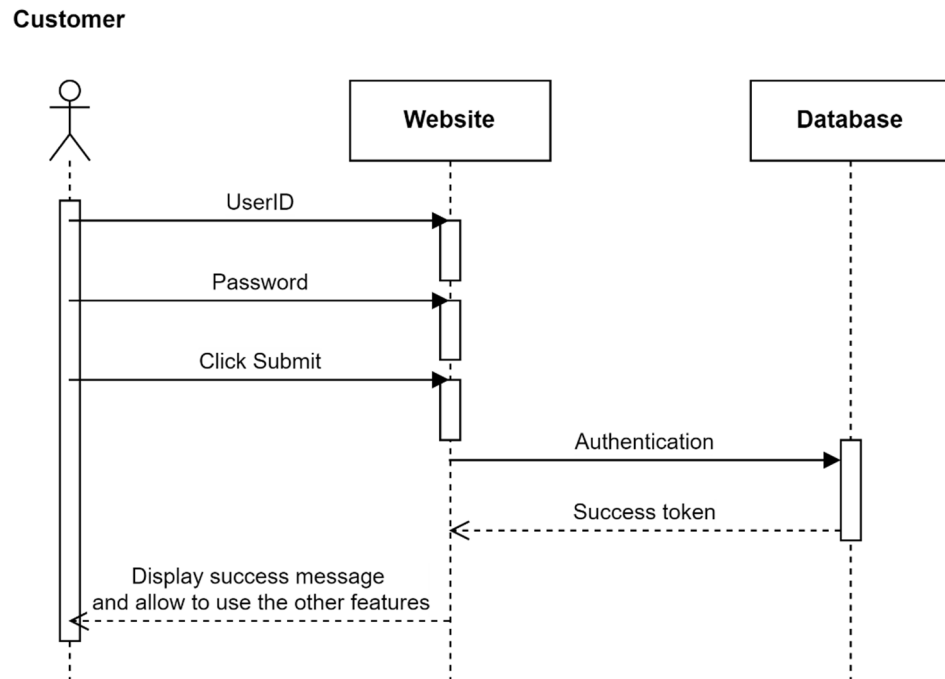 Customer
Website
Database
UserID
Password
Click Submit
Authentication
Success token
Display success message
and allow to use the other features